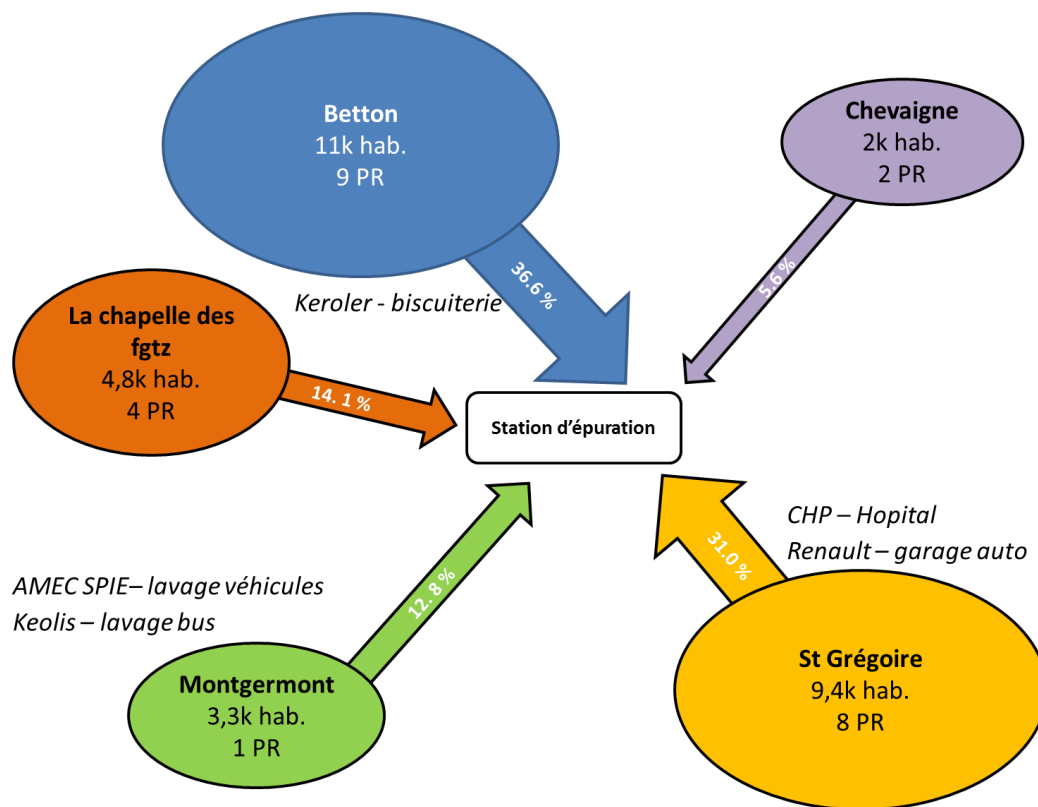 Betton
11k hab.
9 PR
Chevaigne
2k hab.
2 PR
36.6 %
5.6 %
Keroler - biscuiterie
La chapelle des
fgtz
4,8k hab.
4 PR
14. 1 %
Station d'épuration
CHP – Hopital
Renault – garage auto
31.0 %
AMEC SPIE– lavage véhicules
Keolis – lavage bus
12. 8 %
Montgermont
3,3k hab.
1 PR
St Grégoire
9,4k hab.
8 PR